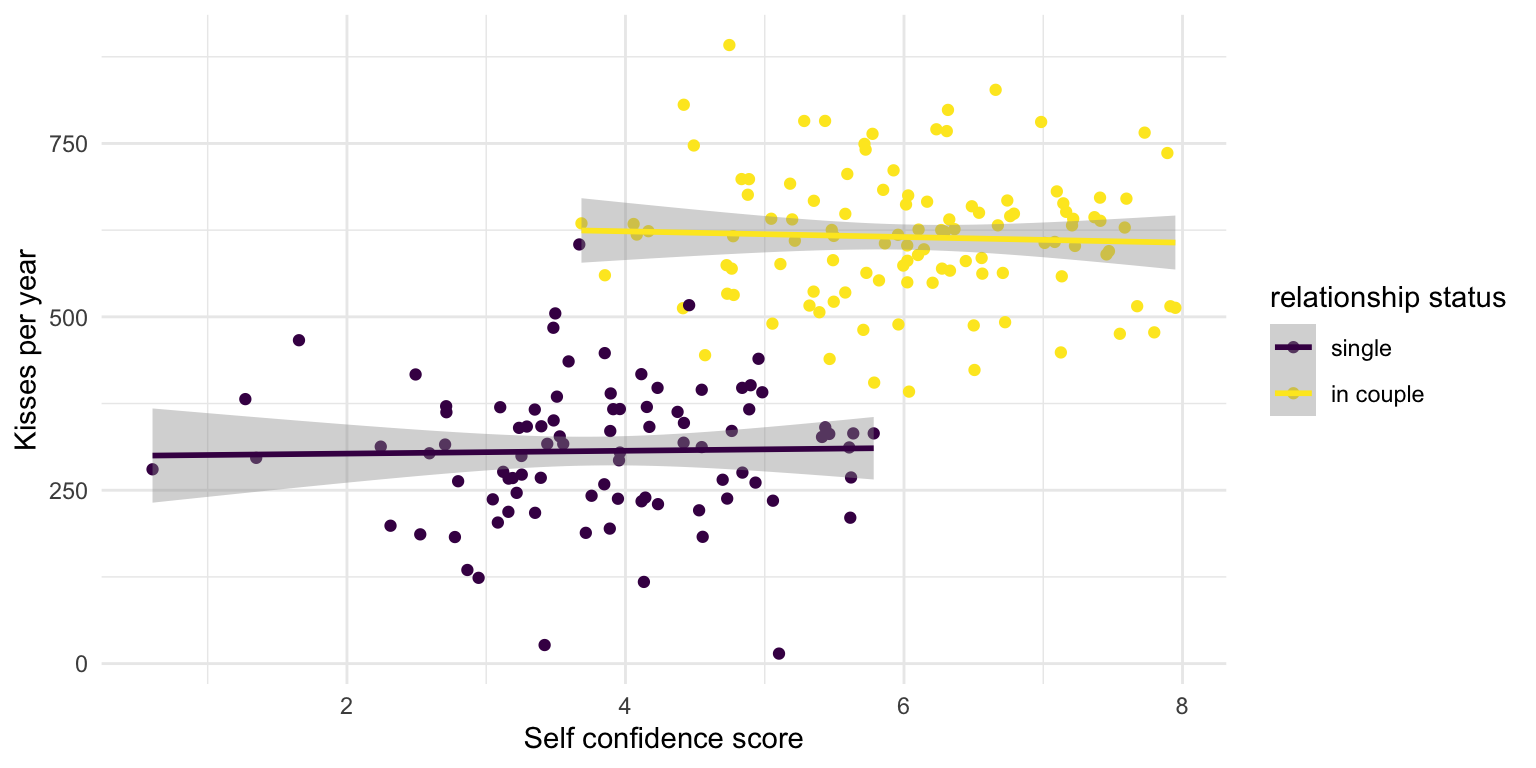 750
500
250
0
Kisses per year
2 4 6 8
Self confidence score
relationship status
single
in couple